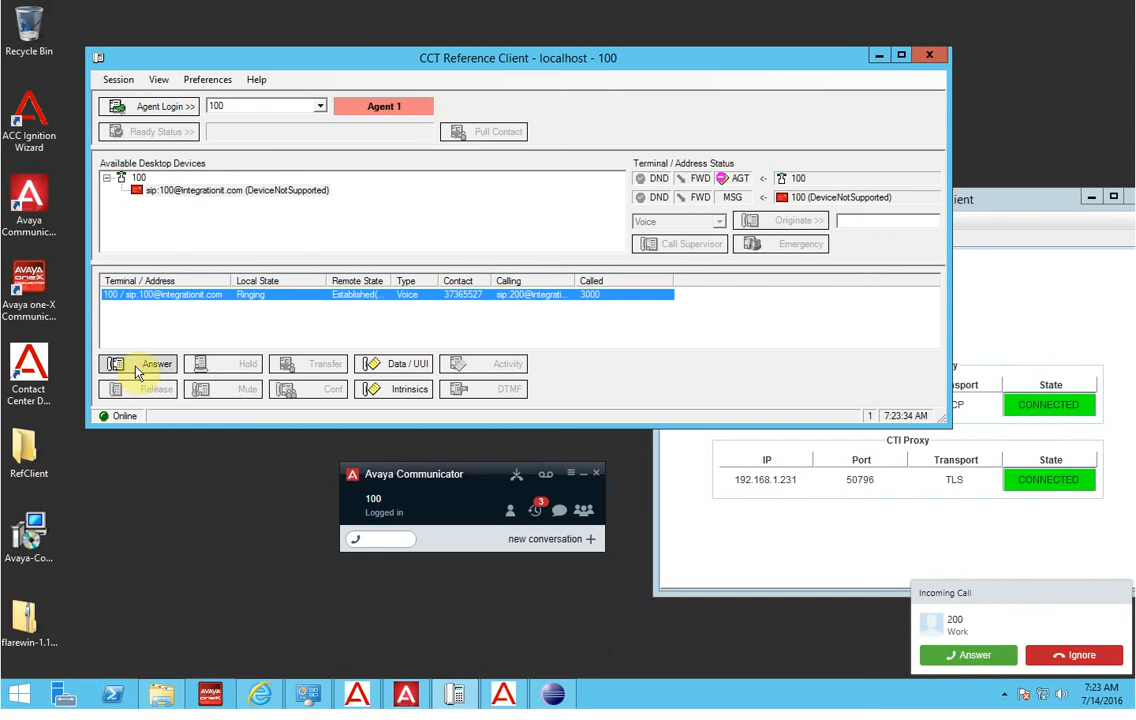 Recycle Bin
ACC Ignition
Wizard
Avaya
Communic...
AVAYA
one-X
Avaya one-X
Communic...
Contact
Center D...
RefClient
Avaya-Co...
flarewin-1.1...
CCT Reference Client - localhost - 100
Session View Preferences Help
Agent Login >> 100 Agent 1
Ready Status >> Pull Contact
Available Desktop Devices
100
sip:100@integrationit.com (DeviceNotSupported)
Terminal / Address Status
DND FWD AGT <- 100
DND FWD MSG <- 100 (DeviceNotSupported)
Voice Originate >>
Call Supervisor Emergency
Terminal / Address Local State Remote State Type Contact Calling Called
100 / sip:100@integrationit.com Ringing Established(... Voice 37365527 sip:200@integrati... 3000
Answer Hold Transfer Data / UUI Activity
Release Mute Conf Intrinsics DTMF
Online 1 7:23:34 AM
ient
y
sport State
CP CONNECTED
CTI Proxy
IP Port Transport State
192.168.1.231 50796 TLS CONNECTED
Avaya Communicator
100
Logged in
3
new conversation
Incoming Call
200
Work
Answer Ignore
AVAYA
one-X
7:23 AM
7/14/2016